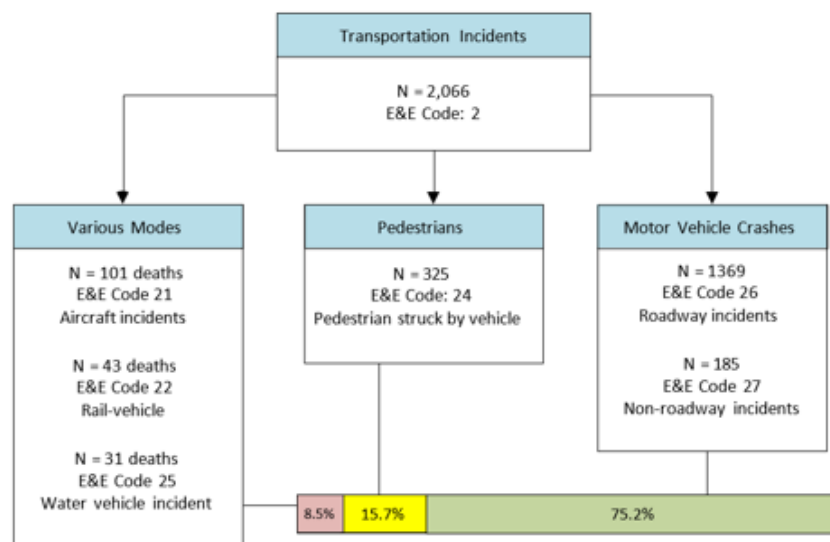 Transportation Incidents
N = 2,066
E&E Code: 2
Various Modes
N = 101 deaths
E&E Code 21
Aircraft incidents
N = 43 deaths
E&E Code 22
Rail-vehicle
N = 31 deaths
E&E Code 25
Water vehicle incident
Pedestrians
N = 325
E&E Code: 24
Pedestrian struck by vehicle
Motor Vehicle Crashes
N = 1369
E&E Code 26
Roadway incidents
N = 185
E&E Code 27
Non-roadway incidents
8.5%
15.7%
75.2%